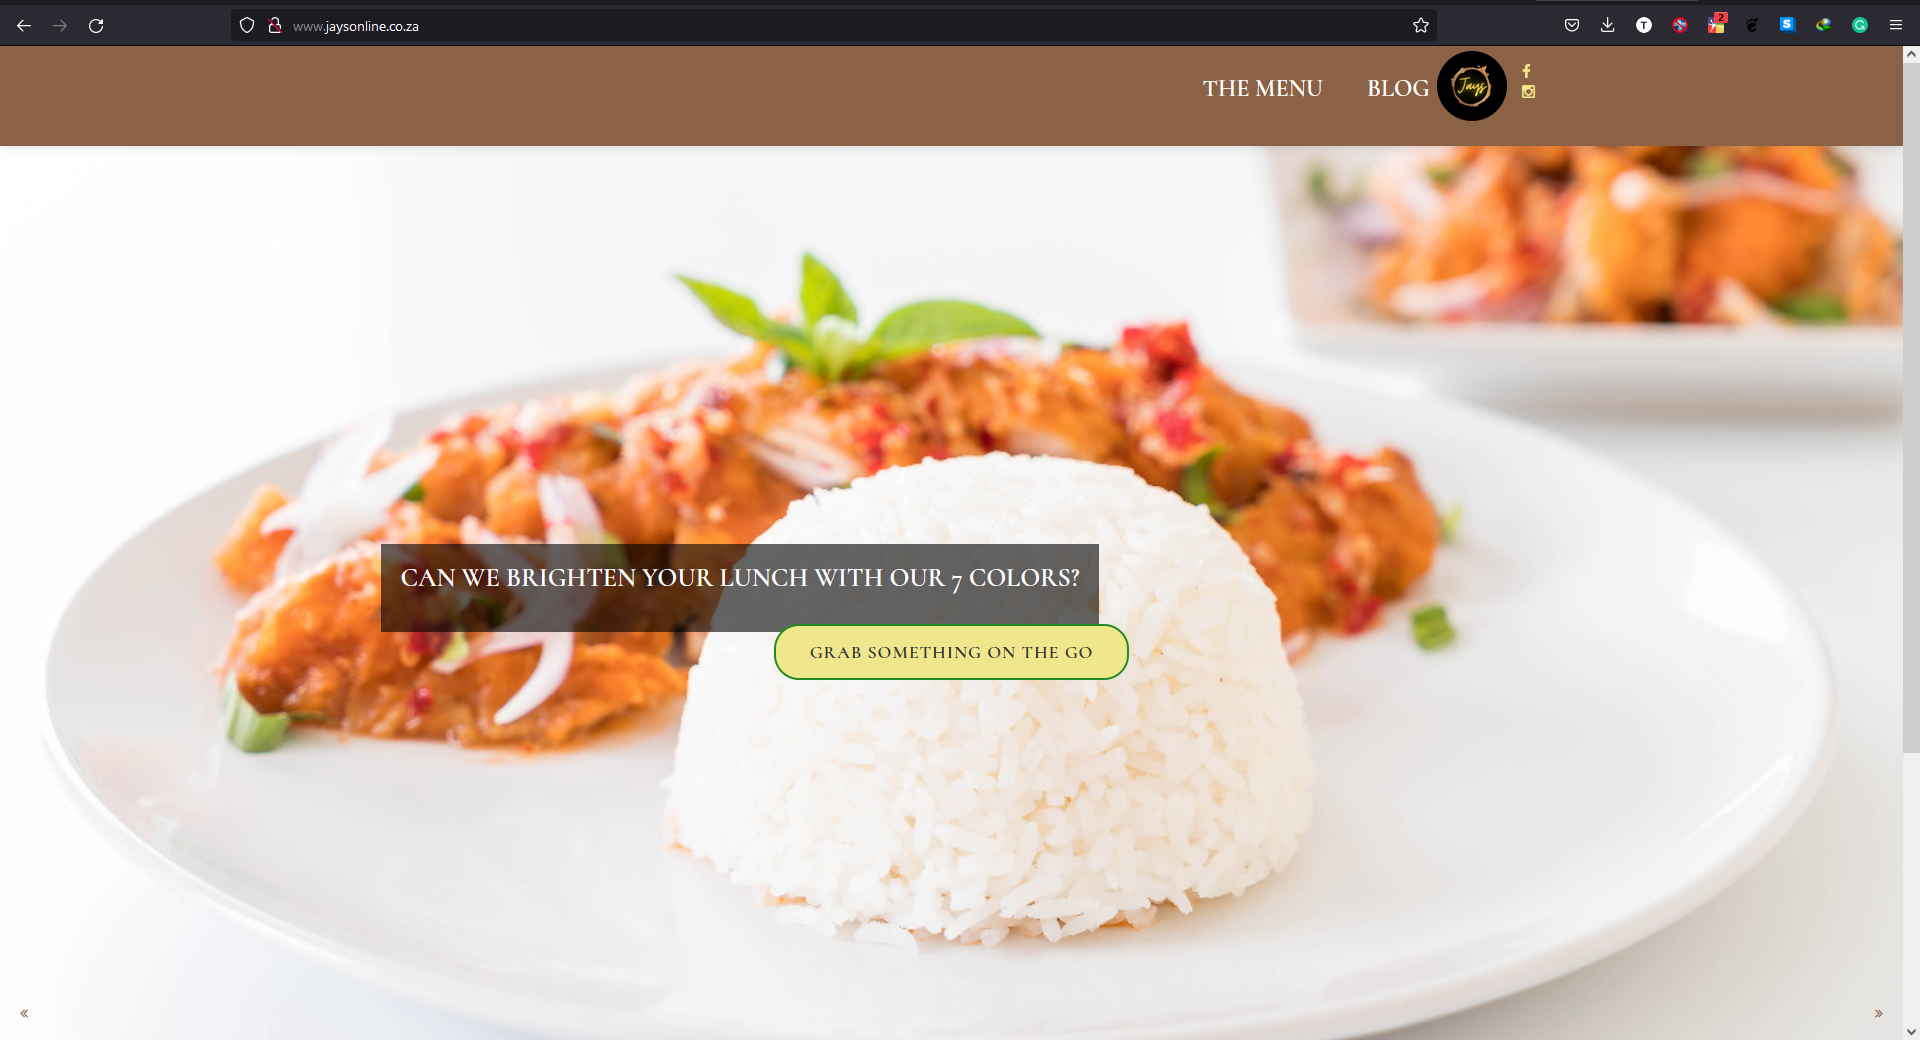 www.jaysonline.co.za
T
2
S
G
THE MENU BLOG Jays
CAN WE BRIGHTEN YOUR LUNCH WITH OUR 7 COLORS?
GRAB SOMETHING ON THE GO
«
»